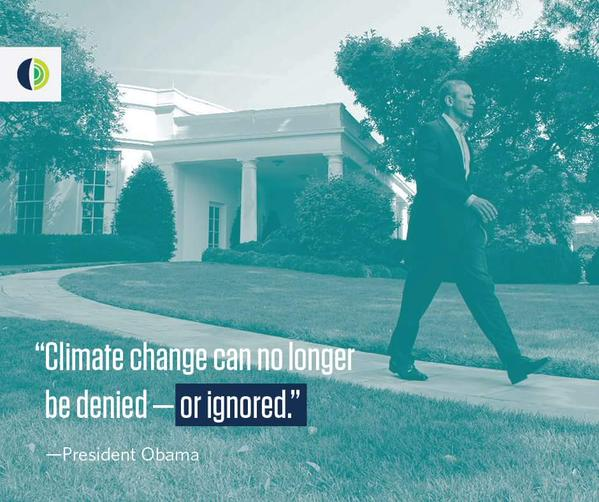 “Climate change can no longer
be denied — or ignored.”
—President Obama